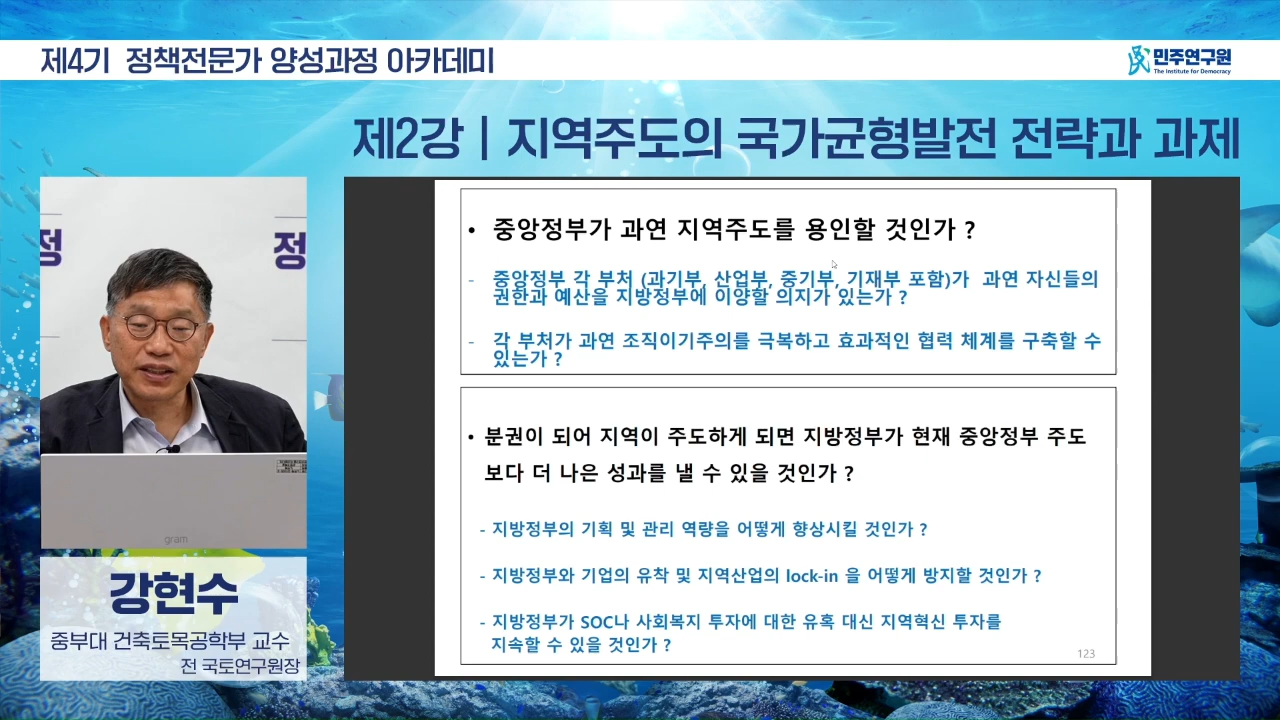 제4기 정책전문가 양성과정 아카데미
민주연구원
The Institute for Democracy
제2강 | 지역주도의 국가균형발전 전략과 과제
정
정
• 중앙정부가 과연 지역주도를 용인할 것인가 ?
- 중앙정부 각 부처 (과기부, 산업부, 중기부, 기재부 포함)가 과연 자신들의
권한과 예산을 지방정부에 이양할 의지가 있는가 ?
- 각 부처가 과연 조직이기주의를 극복하고 효과적인 협력 체계를 구축할 수
있는가 ?
• 분권이 되어 지역이 주도하게 되면 지방정부가 현재 중앙정부 주도
보다 더 나은 성과를 낼 수 있을 것인가 ?
- 지방정부의 기획 및 관리 역량을 어떻게 향상시킬 것인가 ?
- 지방정부와 기업의 유착 및 지역산업의 lock-in 을 어떻게 방지할 것인가 ?
- 지방정부가 SOC나 사회복지 투자에 대한 유혹 대신 지역혁신 투자를
지속할 수 있을 것인가 ?
123
gram
강현수
중부대 건축토목공학부 교수
전 국토연구원장